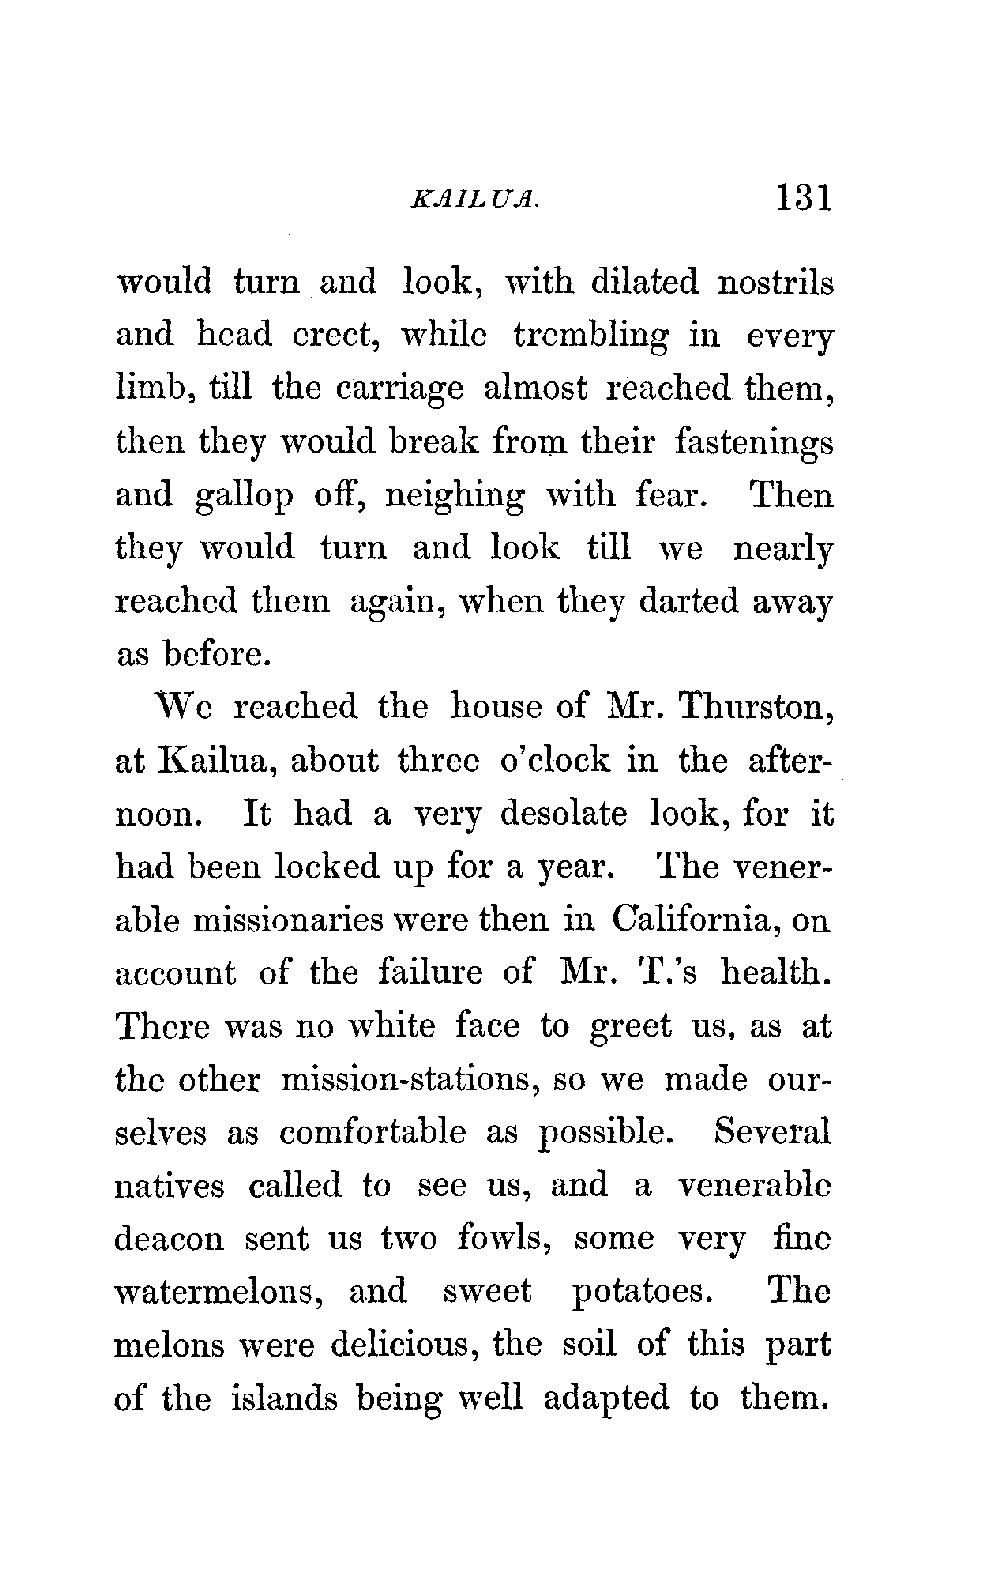 KAILUA. 131
would turn and look, with dilated nostrils
and head erect, while trembling in every
limb, till the carriage almost reached them,
then they would break from their fastenings
and gallop off, neighing with fear. Then
they would turn and look till we nearly
reached them again, when they darted away
as before.
We reached the house of Mr. Thurston,
at Kailua, about three o'clock in the after-
noon. It had a very desolate look, for it
had been locked up for a year. The vener-
able missionaries were then in California, on
account of the failure of Mr. T.'s health.
There was no white face to greet us, as at
the other mission-stations, so we made our-
selves as comfortable as possible. Several
natives called to see us, and a venerable
deacon sent us two fowls, some very fine
watermelons, and sweet potatoes. The
melons were delicious, the soil of this part
of the islands being well adapted to them.